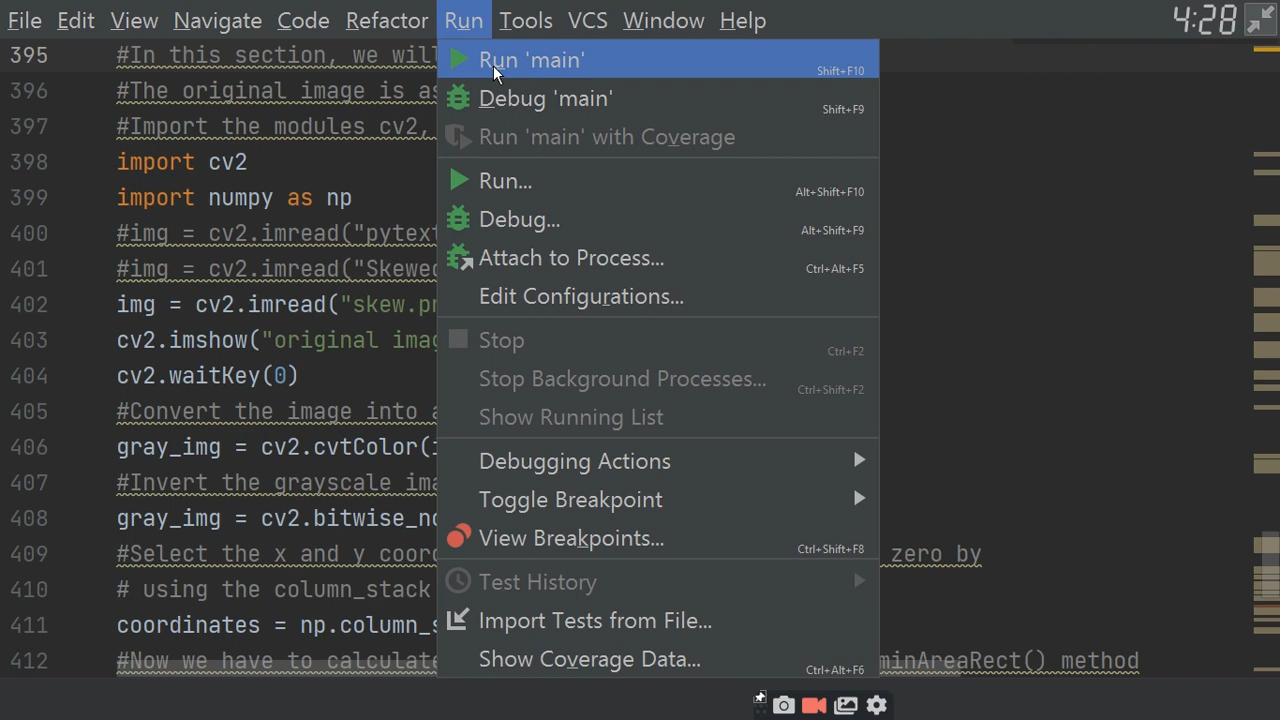 File Edit View Navigate Code Refactor Run Tools VCS Window Help 4:28
395 #In this section, we will
396 #The original image is as
397 #Import the modules cv2,
398 import cv2
399 import numpy as np
400 #img = cv2.imread("pytext
401 #img = cv2.imread("Skewed
402 img = cv2.imread("skew.pn
403 cv2.imshow("original imag
404 cv2.waitKey(0)
405 #Convert the image into a
406 gray_img = cv2.cvtColor(i
407 #Invert the grayscale ima
408 gray_img = cv2.bitwise_no
409 #Select the x and y coord zero by
410 # using the column_stack
411 coordinates = np.column_s
412 #Now we have to calculate minAreaRect() method
Run 'main' Shift+F10
Debug 'main' Shift+F9
Run 'main' with Coverage
Run... Alt+Shift+F10
Debug... Alt+Shift+F9
Attach to Process... Ctrl+Alt+F5
Edit Configurations...
Stop Ctrl+F2
Stop Background Processes... Ctrl+Shift+F2
Show Running List
Debugging Actions
Toggle Breakpoint
View Breakpoints... Ctrl+Shift+F8
Test History
Import Tests from File...
Show Coverage Data... Ctrl+Alt+F6